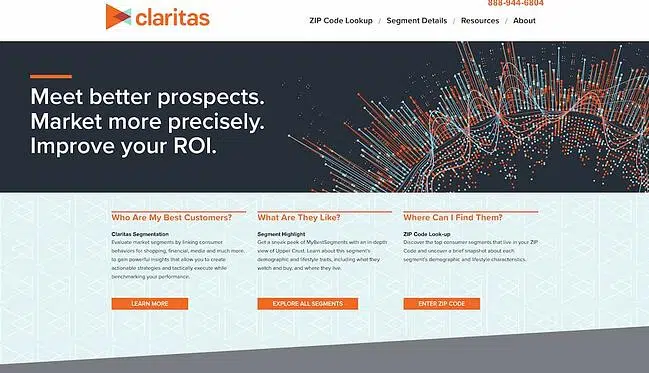 888-944-6804
claritas
ZIP Code Lookup / Segment Details / Resources / About
Meet better prospects.
Market more precisely.
Improve your ROI.
Who Are My Best Customers?
Claritas Segmentation
Evaluate market segments by linking consumer
behaviors for shopping, financial, media and much more,
to gain powerful insights that allow you to create
actionable strategies and tactically execute while
benchmarking your performance.
LEARN MORE
What Are They Like?
Segment Highlight
Get a sneak peek of MyBestSegments with an in-depth
view of Upper Crust. Learn about this segment's
demographic and lifestyle traits, including what they
watch and buy, and where they live.
EXPLORE ALL SEGMENTS
Where Can I Find Them?
ZIP Code Look-up
Discover the top consumer segments that live in your ZIP
Code and uncover a brief snapshot about each
segment's demographic and lifestyle characteristics.
ENTER ZIP CODE